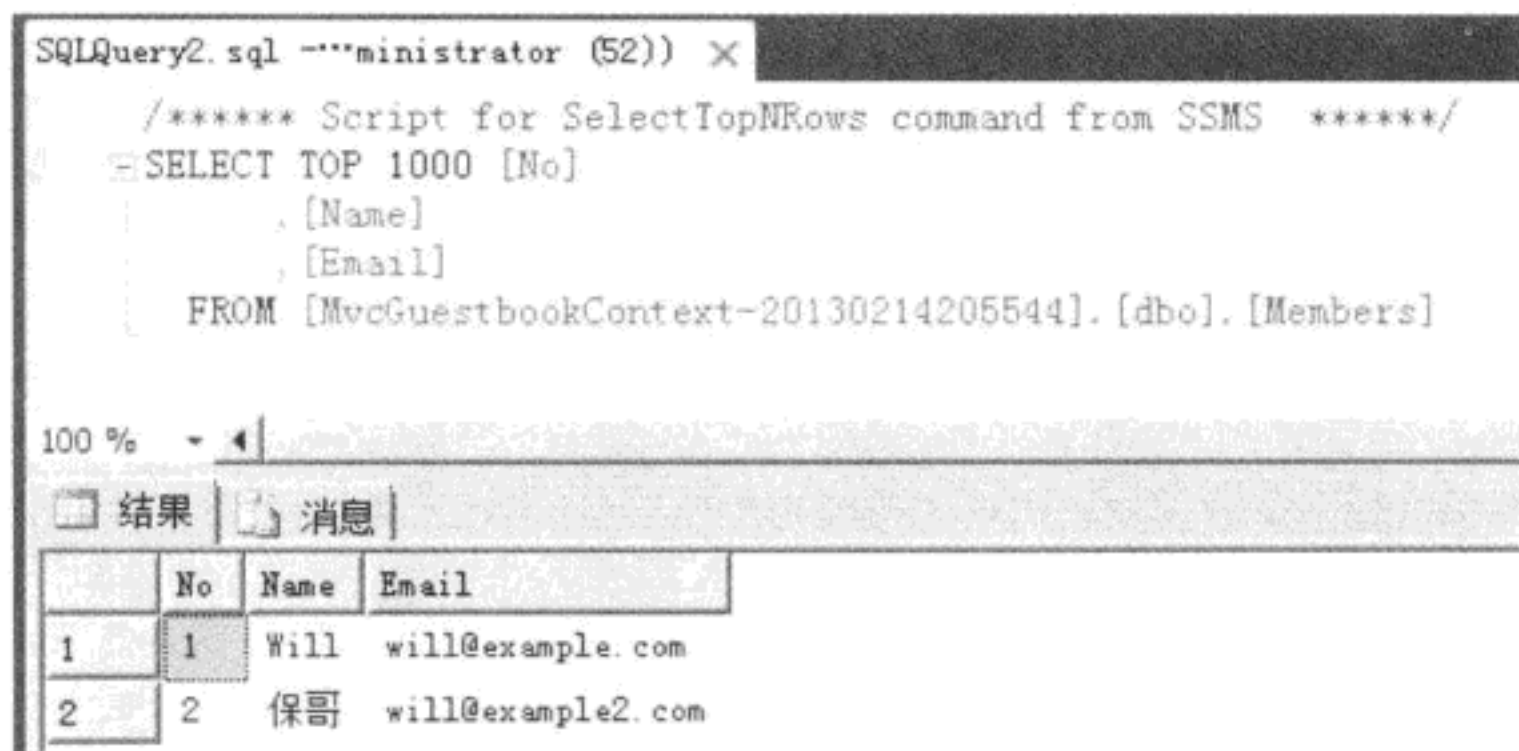 SQLQuery2.sql -...ministrator (52)) ×
/****** Script for SelectTopNRows command from SSMS ******/
SELECT TOP 1000 [No]
,[Name]
,[Email]
FROM [MvcGuestbookContext-20130214205544].[dbo].[Members]
100 %
结果 消息
No Name Email
1 1 Will will@example.com
2 2 保哥 will@example2.com